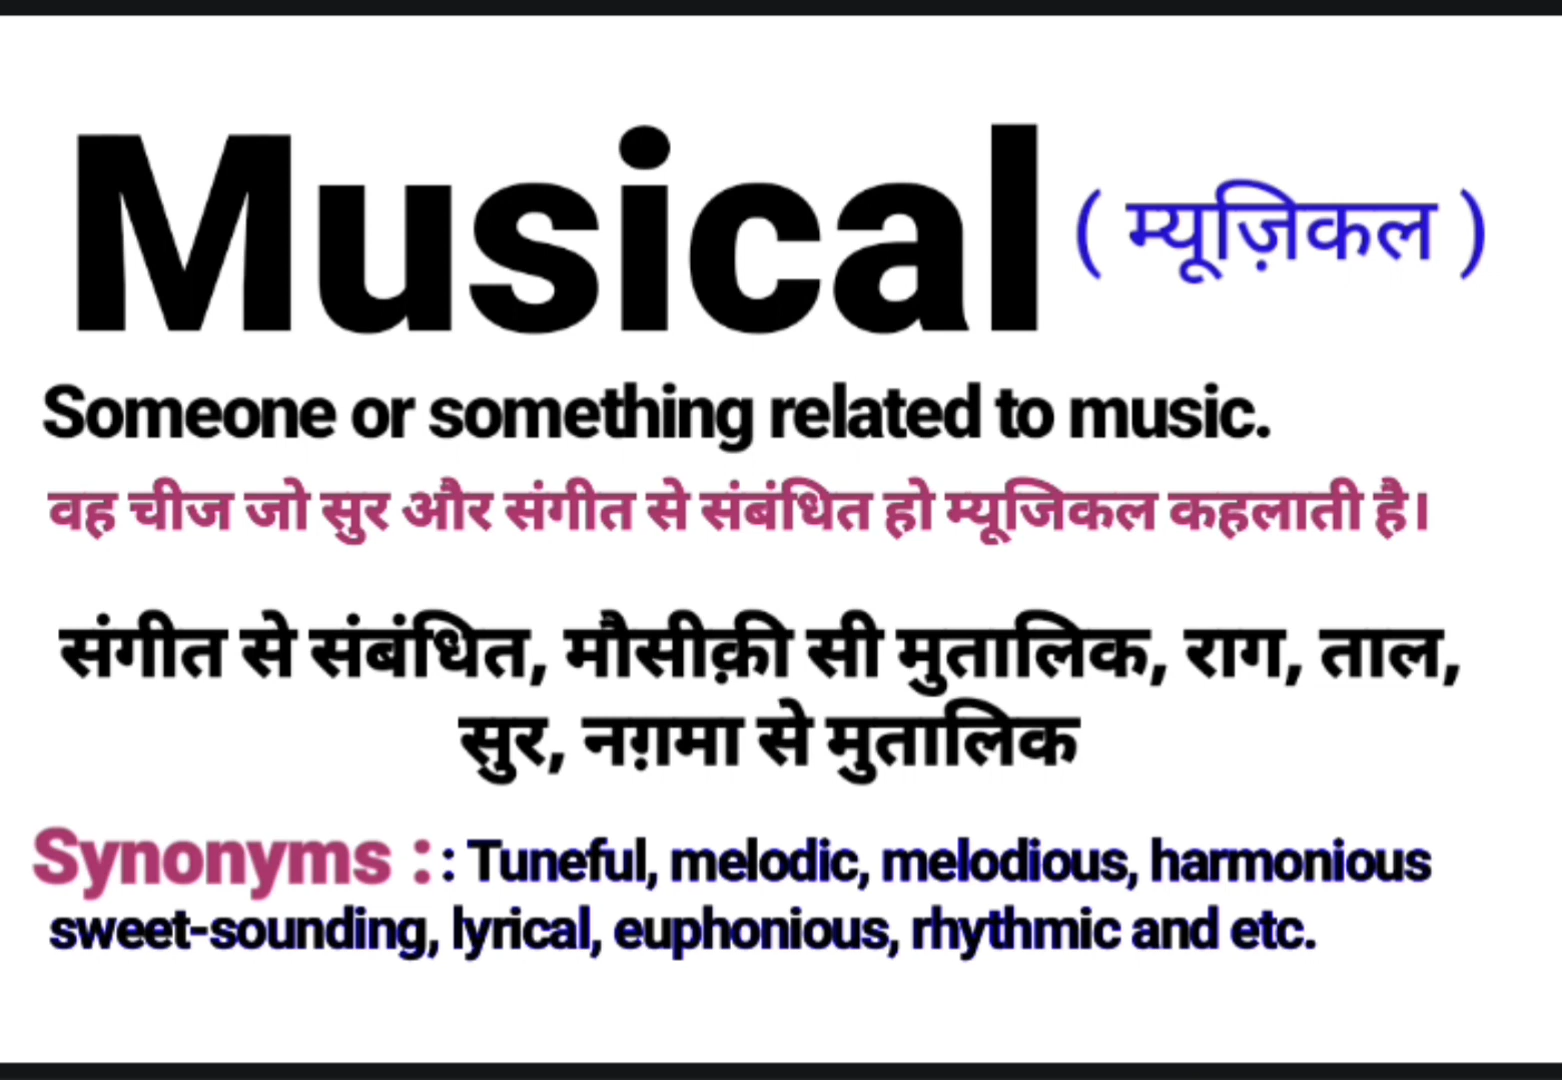 Musical ( म्यूज़िकल )
Someone or something related to music.
वह चीज जो सुर और संगीत से संबंधित हो म्यूजिकल कहलाती है।
संगीत से संबंधित, मौसीक़ी सी मुतालिक, राग, ताल,
सुर, नग़मा से मुतालिक
Synonyms : : Tuneful, melodic, melodious, harmonious
sweet-sounding, lyrical, euphonious, rhythmic and etc.